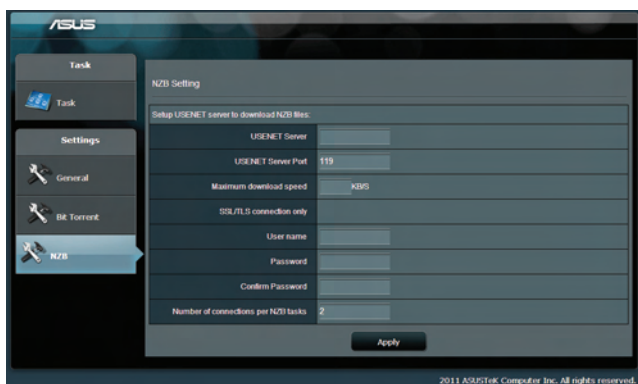 ASUS
Task
Task
Settings
General
Bit Torrent
NZB
NZB Setting
Setup USENET server to download NZB files:
USENET Server
USENET Server Port 119
Maximum download speed KB/S
SSL/TLS connection only
User name
Password
Confirm Password
Number of connections per NZB tasks 2
Apply
2011 ASUSTeK Computer Inc. All rights reserved.